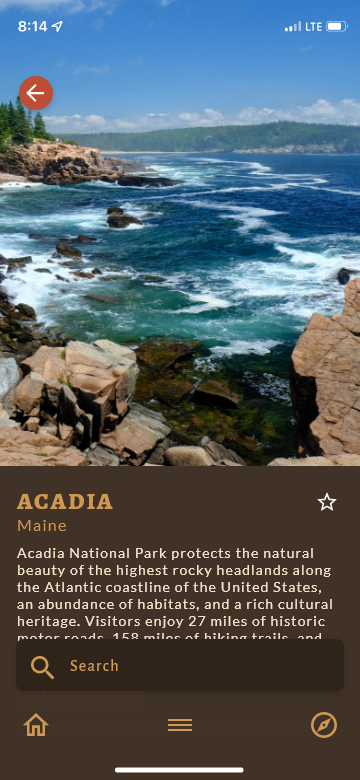 8:14
LTE
ACADIA
Maine
Acadia National Park protects the natural
beauty of the highest rocky headlands along
the Atlantic coastline of the United States,
an abundance of habitats, and a rich cultural
heritage. Visitors enjoy 27 miles of historic
motor roads, 158 miles of hiking trails, and
Search